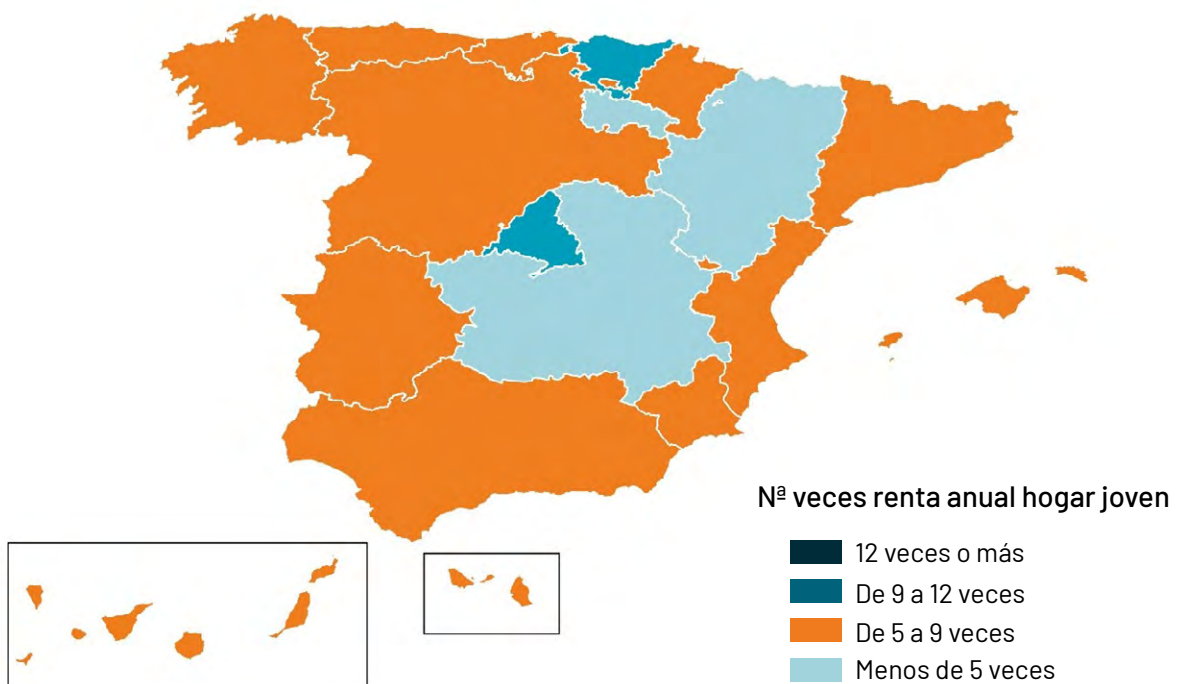 Nª veces renta anual hogar joven
12 veces o más
De 9 a 12 veces
De 5 a 9 veces
Menos de 5 veces